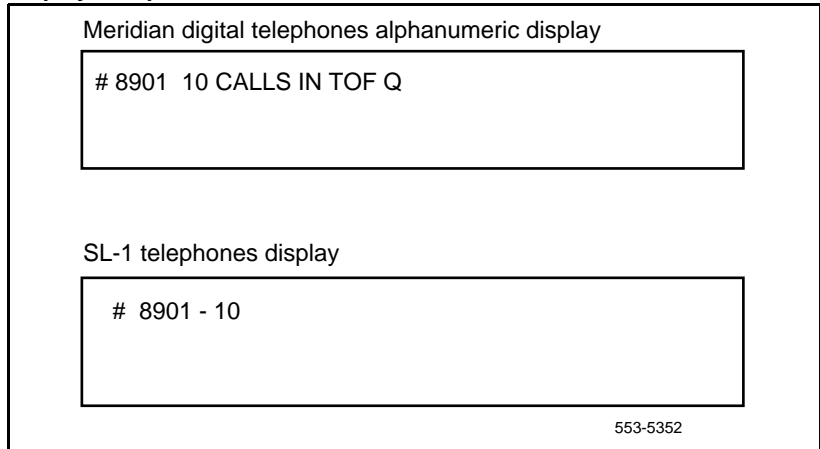 Meridian digital telephones alphanumeric display
# 8901 10 CALLS IN TOF Q
SL-1 telephones display
# 8901 - 10
553-5352